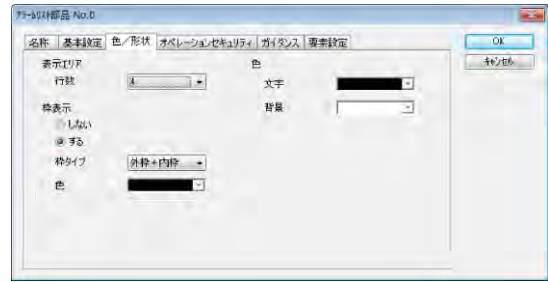 アラームリスト部品 No.0
名称 基本設定 色／形状 オペレーションセキュリティ ガイダンス 要素設定
OK
キャンセル
表示エリア
行数 4
枠表示
しない
する
枠タイプ 外枠+内枠
色
色
文字
背景